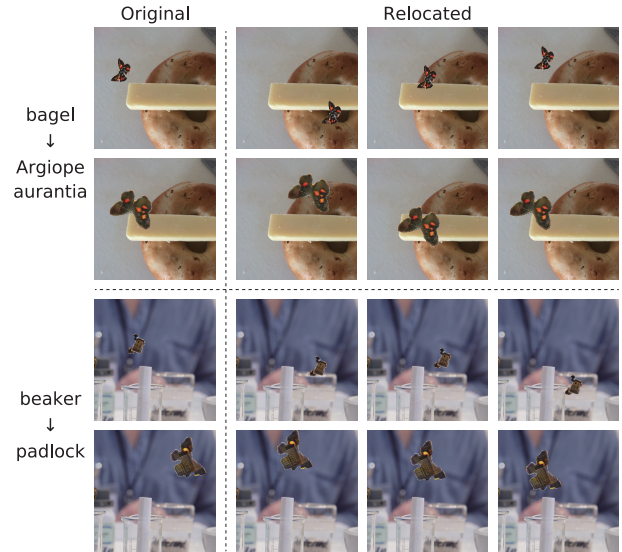 Original
Relocated
bagel
↓
Argiope
aurantia
beaker
↓
padlock